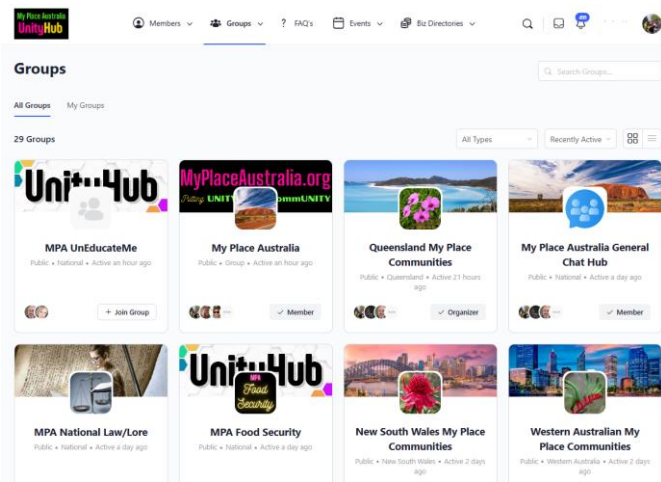 My Place Australia
UnityHub
Members
Groups
? FAQ's
Events
Biz Directories
Groups
Search Groups...
All Groups
My Groups
29 Groups
All Types
Recently Active
UnityHub
MyPlaceAustralia.org
Putting UNITY CommUNITY
MPA UnEducateMe
Public • National • Active an hour ago
+ Join Group
My Place Australia
Public • Group • Active an hour ago
✓ Member
Queensland My Place
Communities
Public • Queensland • Active 21 hours
ago
✓ Organizer
My Place Australia General
Chat Hub
Public • National • Active a day ago
✓ Member
MPA National Law/Lore
Public • National • Active a day ago
UnityHub
MPA
Food
Security
MPA Food Security
Public • National • Active a day ago
New South Wales My Place
Communities
Public • New South Wales • Active 2 days
ago
Western Australian My
Place Communities
Public • Western Australia • Active 2 days
ago